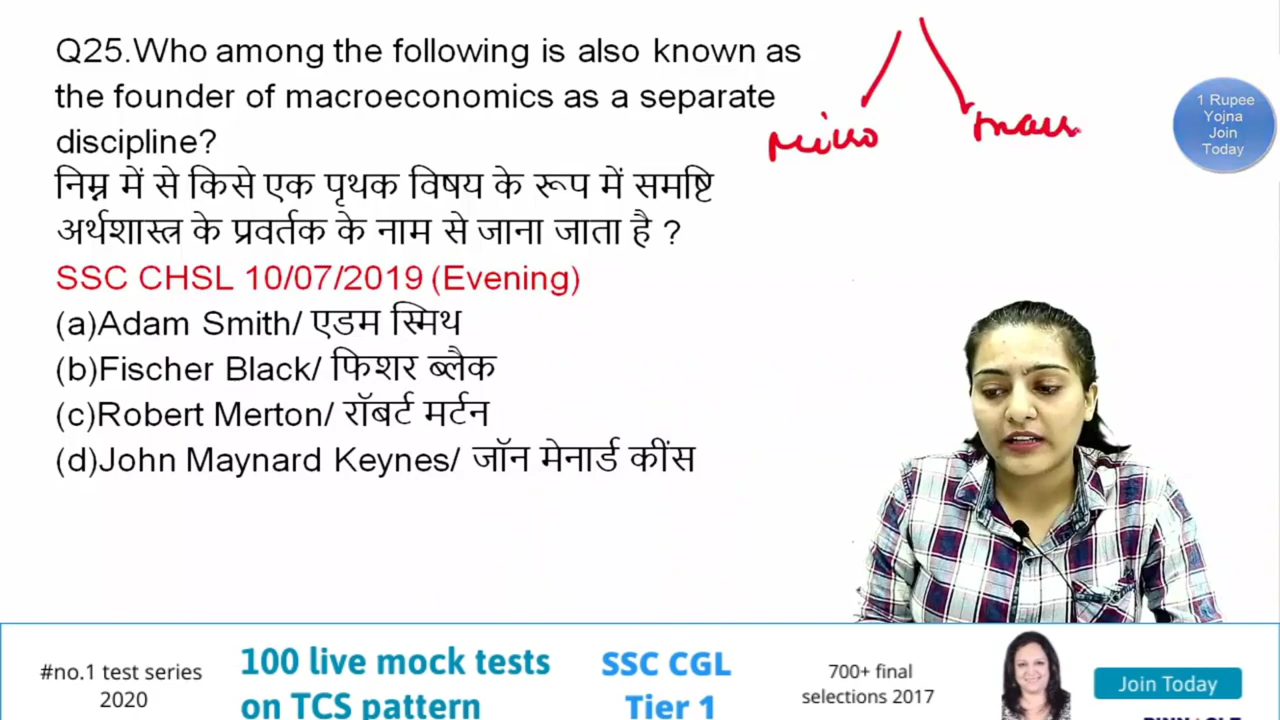 Q25.Who among the following is also known as
the founder of macroeconomics as a separate
discipline?
निम्न में से किसे एक पृथक विषय के रूप में समष्टि
अर्थशास्त्र के प्रवर्तक के नाम से जाना जाता है ?
SSC CHSL 10/07/2019 (Evening)
(a)Adam Smith/ एडम स्मिथ
(b)Fischer Black/ फिशर ब्लैक
(c)Robert Merton/ रॉबर्ट मर्टन
(d)John Maynard Keynes/ जॉन मेनार्ड कींस
Micro
1 Rupee
Yojna
Join
Today
#no.1 test series
2020
100 live mock tests
on TCS pattern
SSC CGL
Tier 1
700+ final
selections 2017
Join Today